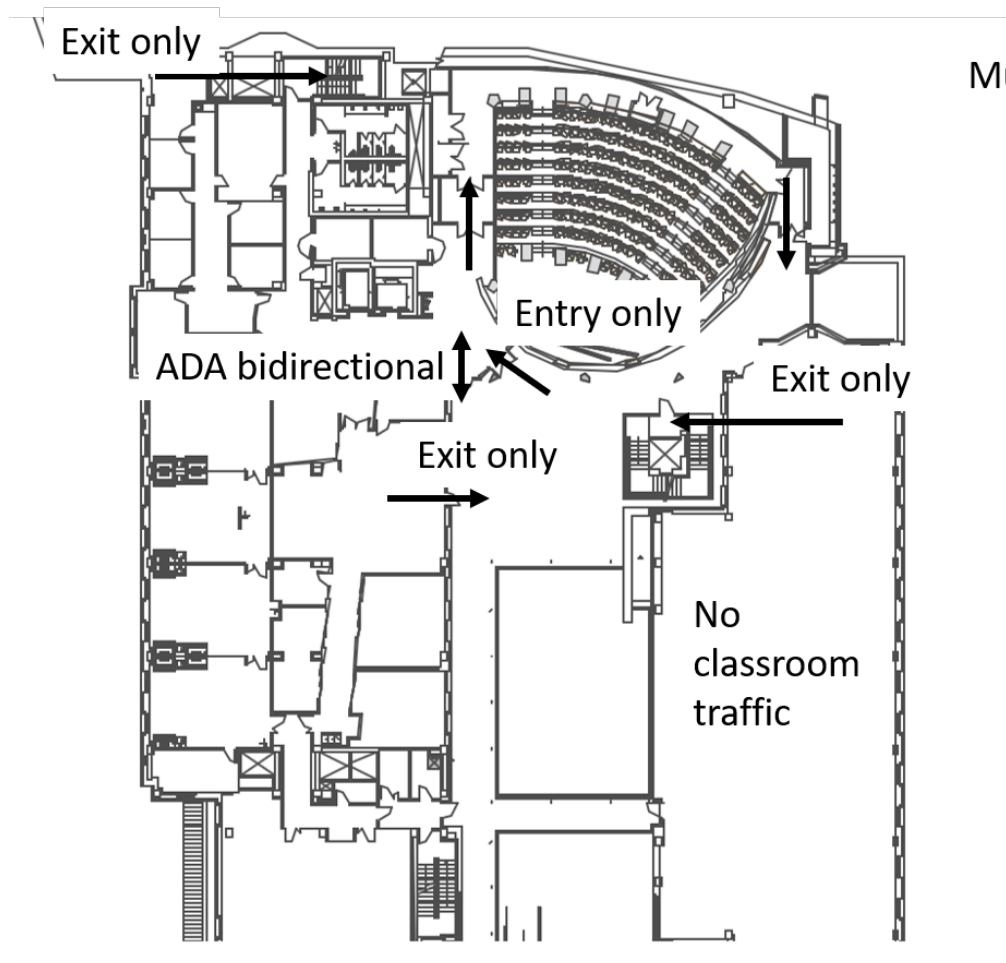 Exit only
Entry only
ADA bidirectional
Exit only
Exit only
No
classroom
traffic